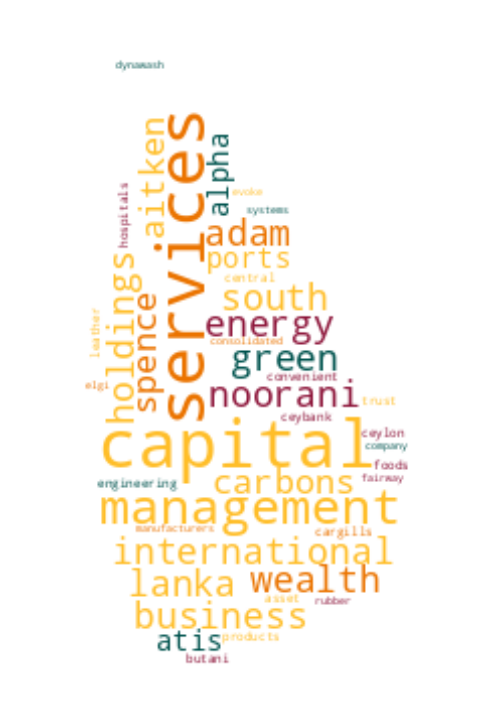 dynawash
services
aitken
alpha
hospitals
evoke
systems
adam
ports
holdings
central
south
spence
energy
leather
consolidated
green
convenient
elgi
noorani
trust
ceybank
capital
ceylon
company
foods
carbons
fairway
engineering
management
manufacturers
cargills
international
lanka
wealth
asset
rubber
business
atis
products
butani